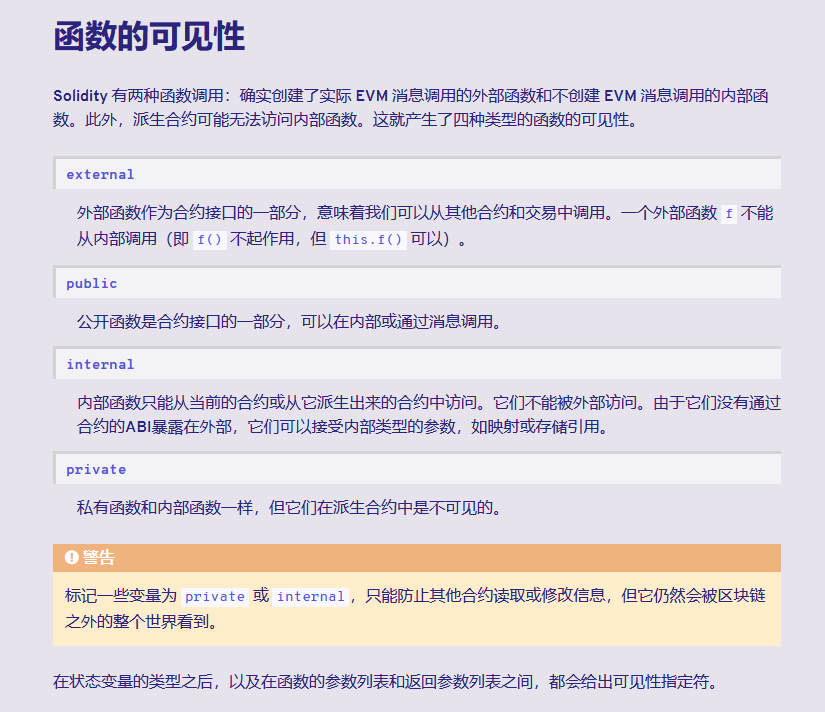 函数的可见性
Solidity 有两种函数调用：确实创建了实际 EVM 消息调用的外部函数和不创建 EVM 消息调用的内部函
数。此外，派生合约可能无法访问内部函数。这就产生了四种类型的函数的可见性。
external
外部函数作为合约接口的一部分，意味着我们可以从其他合约和交易中调用。一个外部函数 f 不能
从内部调用（即 f() 不起作用，但 this.f() 可以）。
public
公开函数是合约接口的一部分，可以在内部或通过消息调用。
internal
内部函数只能从当前的合约或从它派生出来的合约中访问。它们不能被外部访问。由于它们没有通过
合约的ABI暴露在外部，它们可以接受内部类型的参数，如映射或存储引用。
private
私有函数和内部函数一样，但它们在派生合约中是不可见的。
警告
标记一些变量为 private 或 internal ，只能防止其他合约读取或修改信息，但它仍然会被区块链
之外的整个世界看到。
在状态变量的类型之后，以及在函数的参数列表和返回参数列表之间，都会给出可见性指定符。